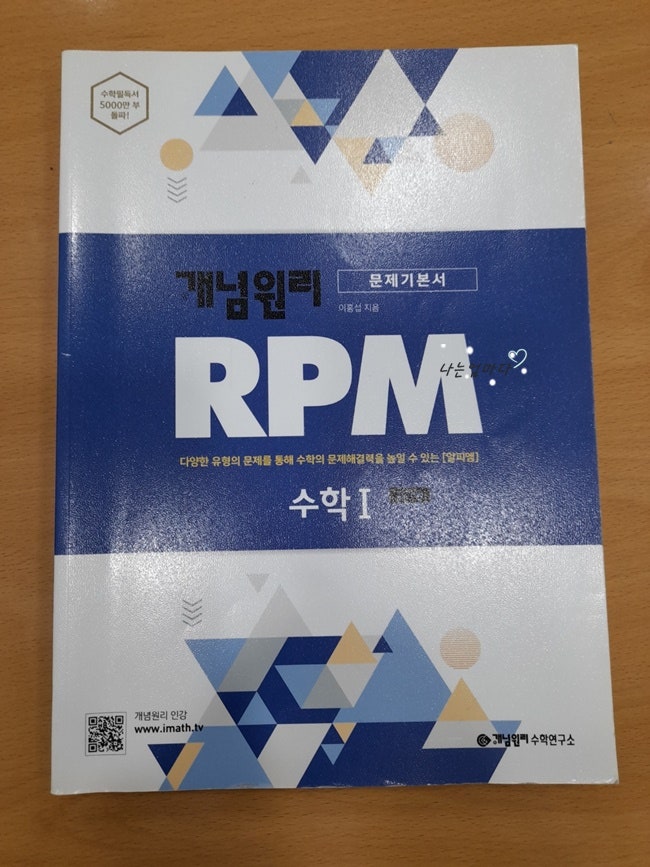 수학필독서
5000만 부
돌파!
개념원리
문제기본서
이홍섭 지음
RPM
나는
다양한 유형의 문제를 통해 수학의 문제해결력을 높일 수 있는 [알피엠]
수학 I
개념원리 인강
www.imath.tv
개념원리 수학연구소